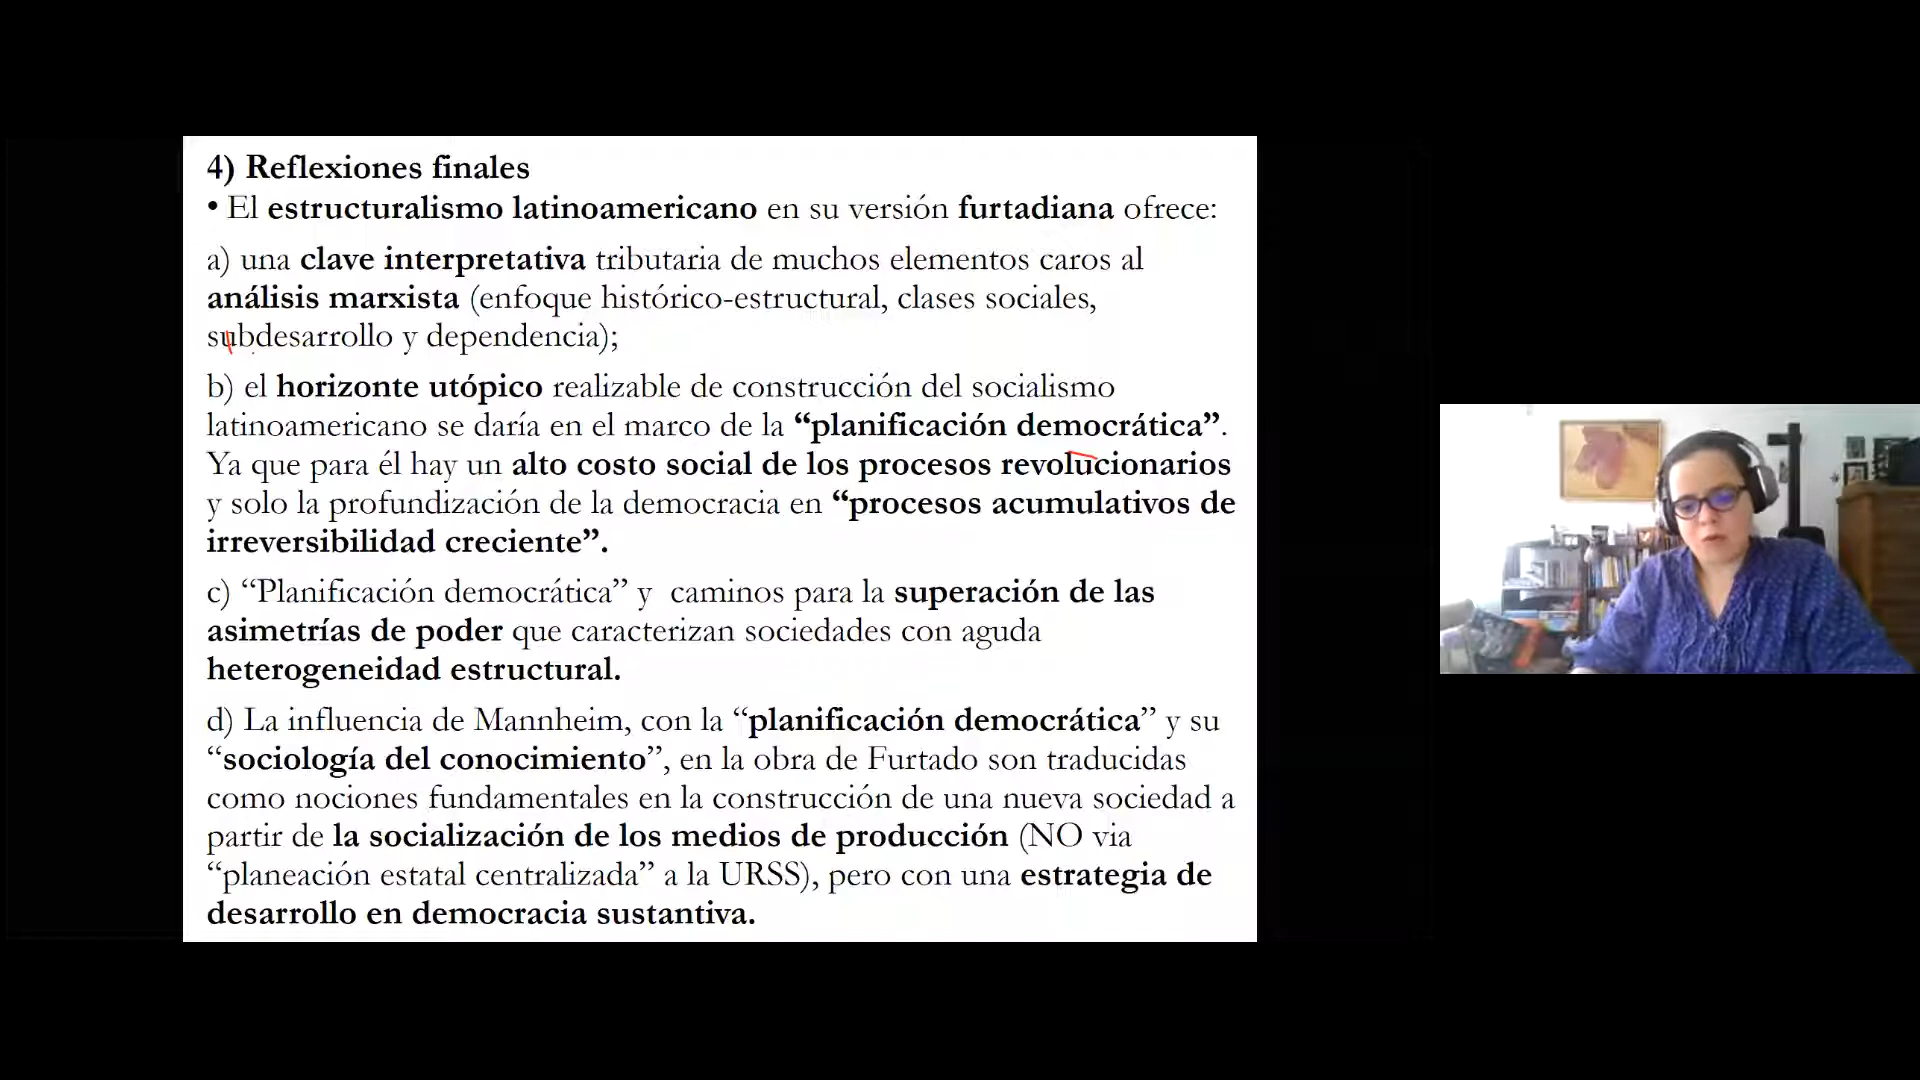 4) Reflexiones finales
• El estructuralismo latinoamericano en su versión furtadiana ofrece:
a) una clave interpretativa tributaria de muchos elementos caros al
análisis marxista (enfoque histórico-estructural, clases sociales,
subdesarrollo y dependencia);
b) el horizonte utópico realizable de construcción del socialismo
latinoamericano se daría en el marco de la “planificación democrática”.
Ya que para él hay un alto costo social de los procesos revolucionarios
y solo la profundización de la democracia en “procesos acumulativos de
irreversibilidad creciente”.
c) “Planificación democrática” y  caminos para la superación de las
asimetrías de poder que caracterizan sociedades con aguda
heterogeneidad estructural.
d) La influencia de Mannheim, con la “planificación democrática” y su
“sociología del conocimiento”, en la obra de Furtado son traducidas
como nociones fundamentales en la construcción de una nueva sociedad a
partir de la socialización de los medios de producción (NO via
“planeación estatal centralizada” a la URSS), pero con una estrategia de
desarrollo en democracia sustantiva.